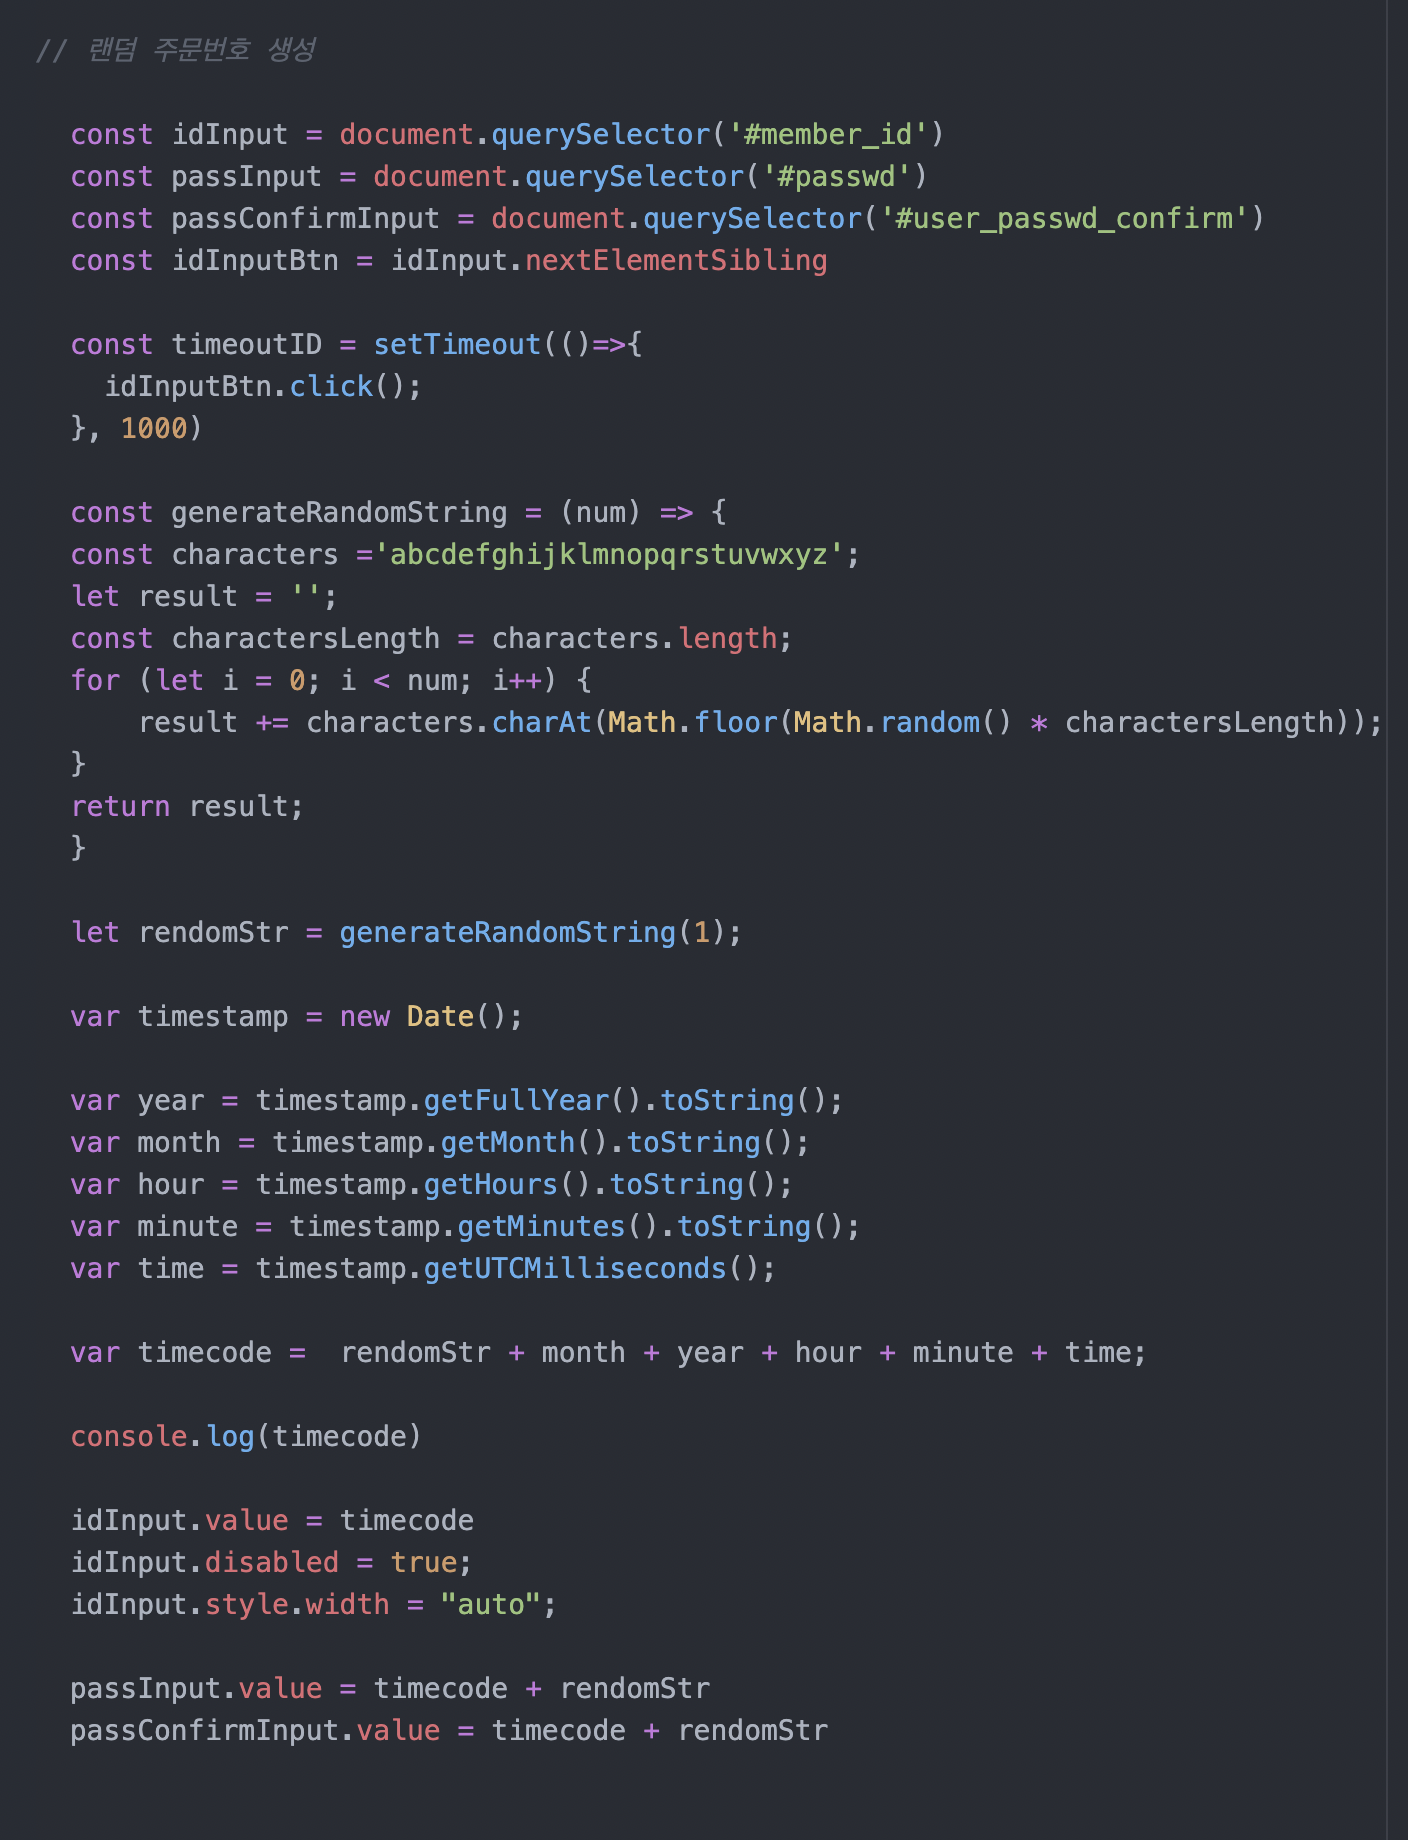 // 랜덤 주문번호 생성
const idInput = document.querySelector('#member_id')
const passInput = document.querySelector('#passwd')
const passConfirmInput = document.querySelector('#user_passwd_confirm')
const idInputBtn = idInput.nextElementSibling
const timeoutID = setTimeout(()=>{
idInputBtn.click();
}, 1000)
const generateRandomString = (num) => {
const characters ='abcdefghijklmnopqrstuvwxyz';
let result = '';
const charactersLength = characters.length;
for (let i = 0; i < num; i++) {
result += characters.charAt(Math.floor(Math.random() * charactersLength));
}
return result;
}
let rendomStr = generateRandomString(1);
var timestamp = new Date();
var year = timestamp.getFullYear().toString();
var month = timestamp.getMonth().toString();
var hour = timestamp.getHours().toString();
var minute = timestamp.getMinutes().toString();
var time = timestamp.getUTCMilliseconds();
var timecode =  rendomStr + month + year + hour + minute + time;
console.log(timecode)
idInput.value = timecode
idInput.disabled = true;
idInput.style.width = "auto";
passInput.value = timecode + rendomStr
passConfirmInput.value = timecode + rendomStr